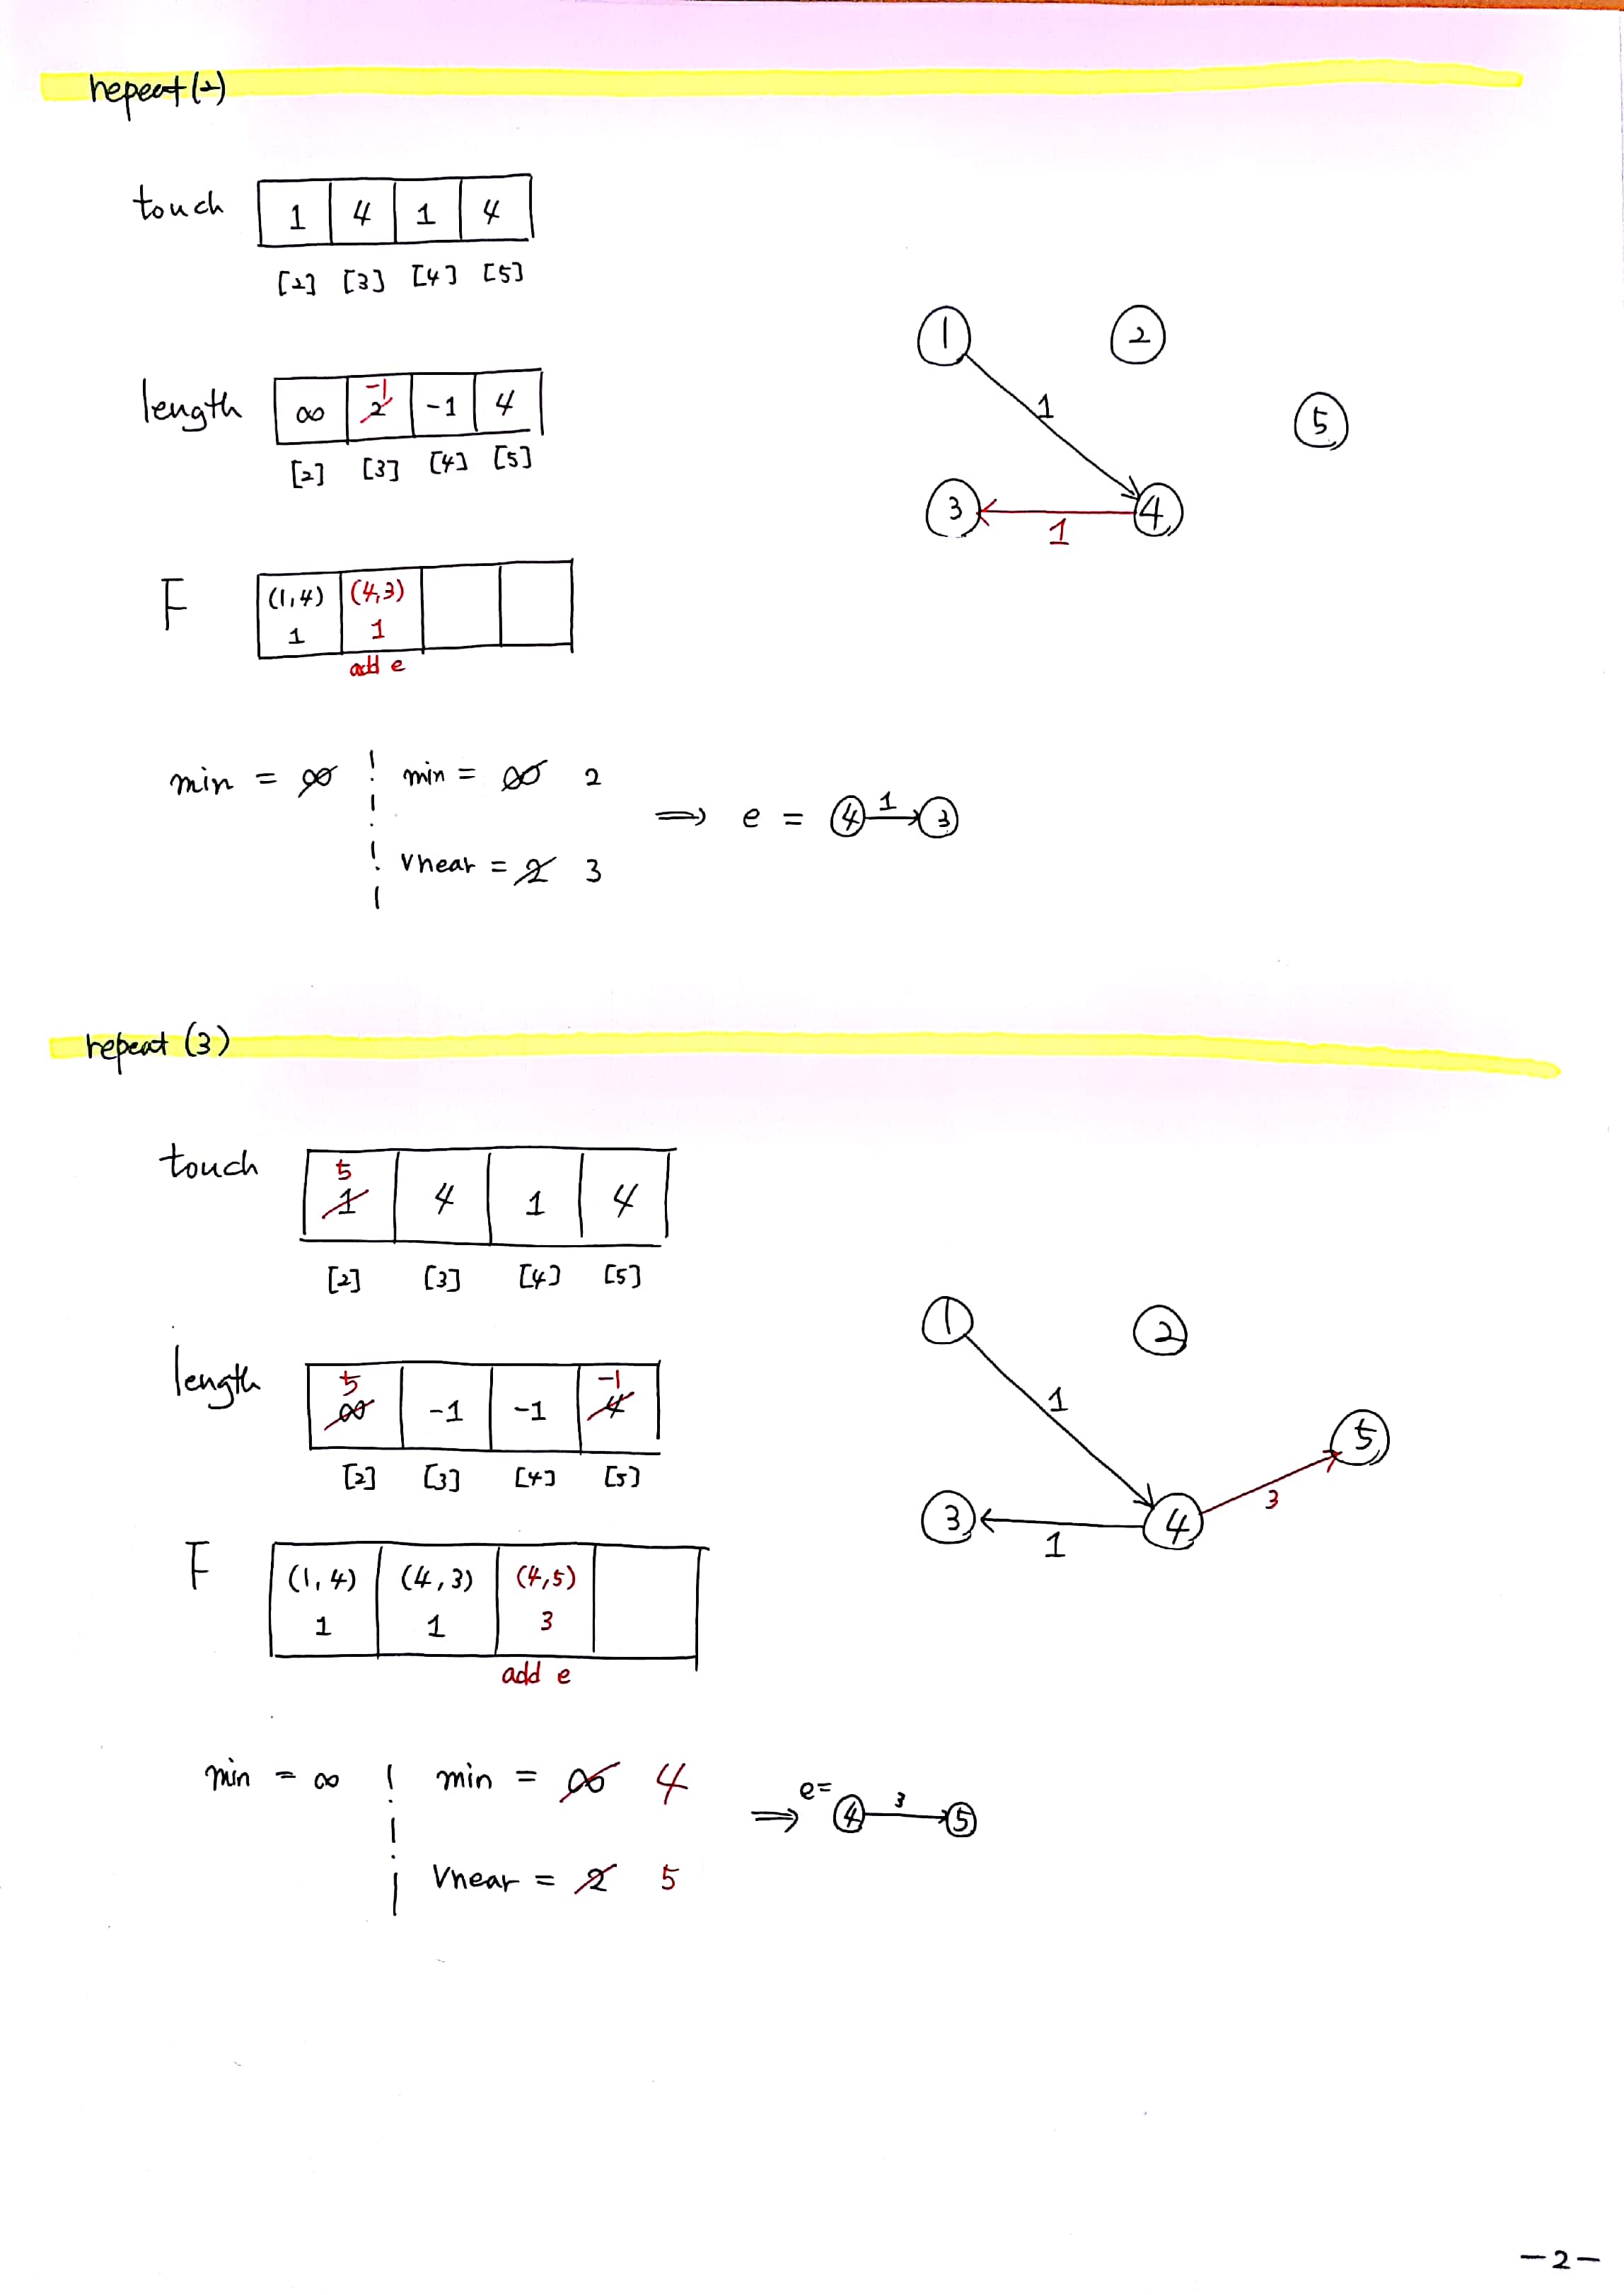 repeat (2)
touch 1 4 1 4
[2] [3] [4] [5]
length ∞ 2 -1 -1 4
[2] [3] [4] [5]
F (1,4) (4,3)
1 1
add e
1 2 5 3 4
1 1
min = ∞ min = ∞ 2
vnear = 2 3
⇒ e = 4 1 3
repeat (3)
touch 1 5 4 1 4
[2] [3] [4] [5]
length ∞ 5 -1 -1 4 -1
[2] [3] [4] [5]
F (1,4) (4,3) (4,5)
1 1 3
add e
1 2 5 3 4
1 3 1
min = ∞ min = ∞ 4
vnear = 2 5
⇒ e = 4 3 5
-2-